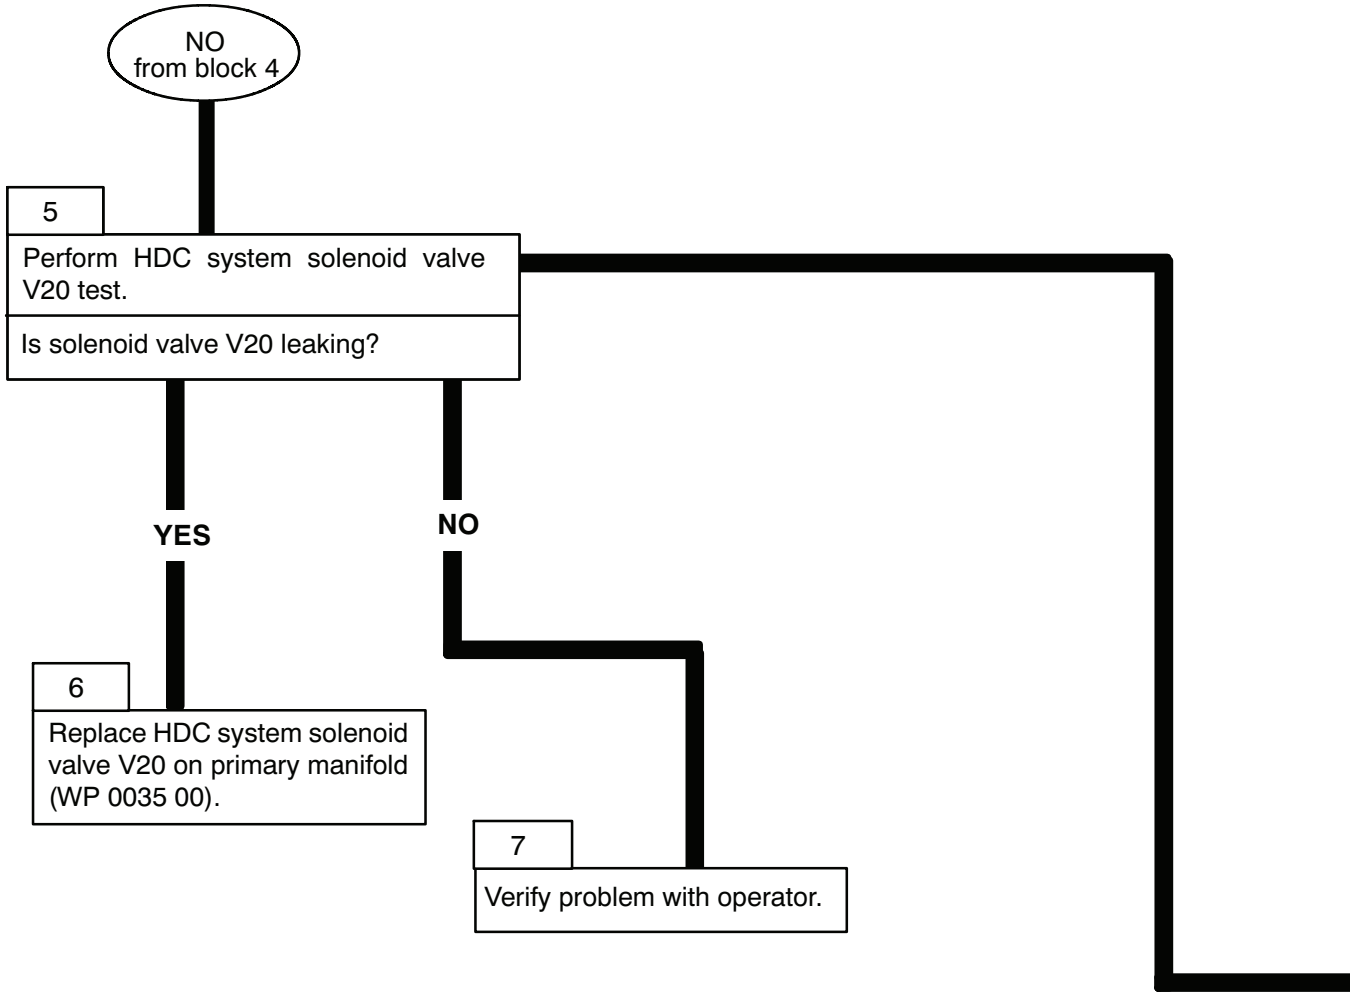 NO
from block 4
5
Perform HDC system solenoid valve
V20 test.
Is solenoid valve V20 leaking?
YES
NO
6
Replace HDC system solenoid
valve V20 on primary manifold
(WP 0035 00).
7
Verify problem with operator.